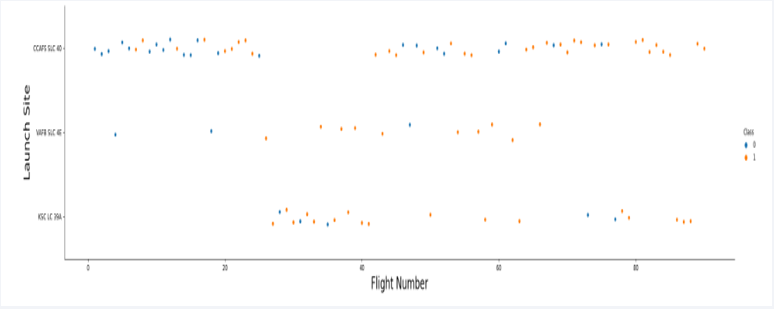 CCAFS SLC 40
VAFB SLC 4E
KSC LC 39A
Launch Site
0 20 40 60 80
Flight Number
Class
0
1